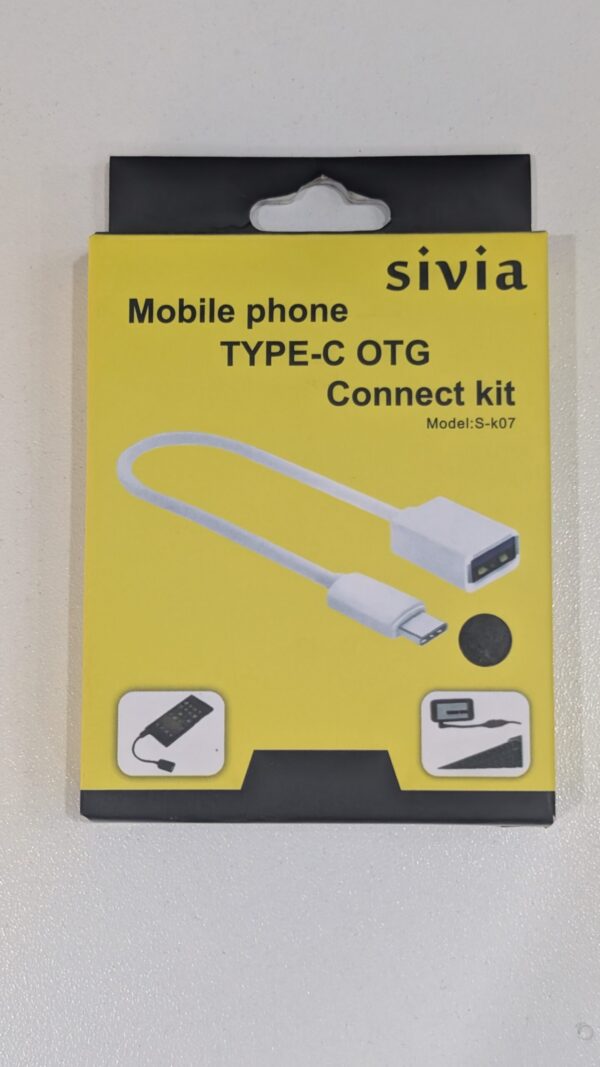 sivia
Mobile phone
TYPE-C OTG
Connect kit
Model:S-k07